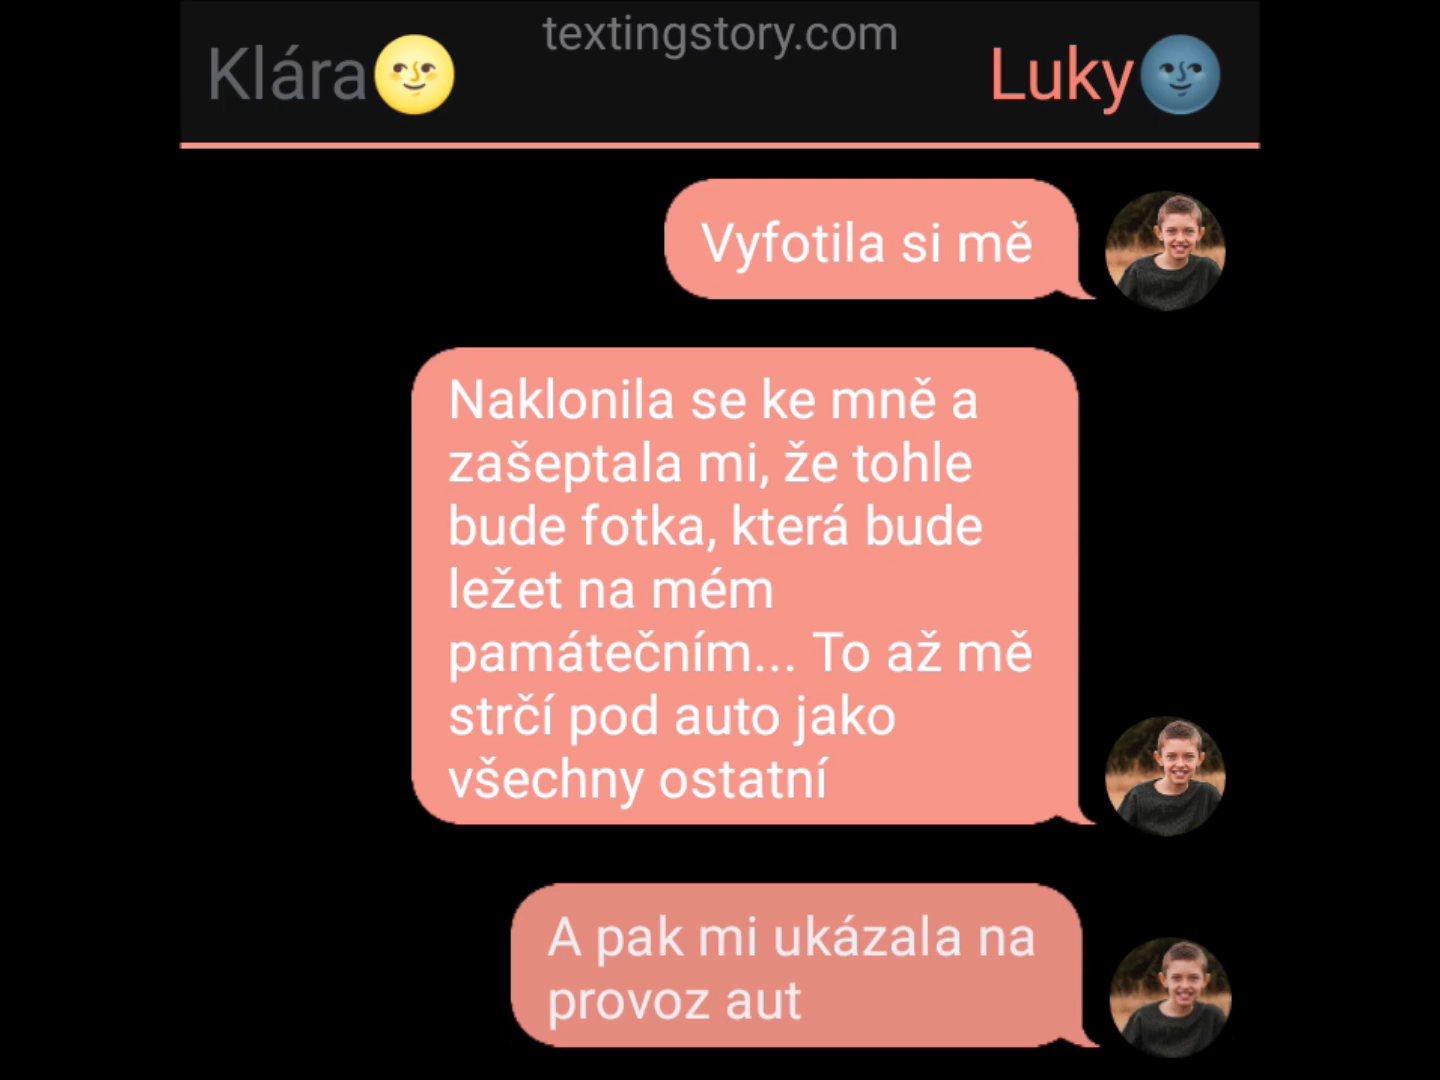 textingstory.com
Klára🌝 Luky🌚
Vyfotila si mě
Naklonila se ke mně a
zašeptala mi, že tohle
bude fotka, která bude
ležet na mém
památečním... To až mě
strčí pod auto jako
všechny ostatní
A pak mi ukázala na
provoz aut